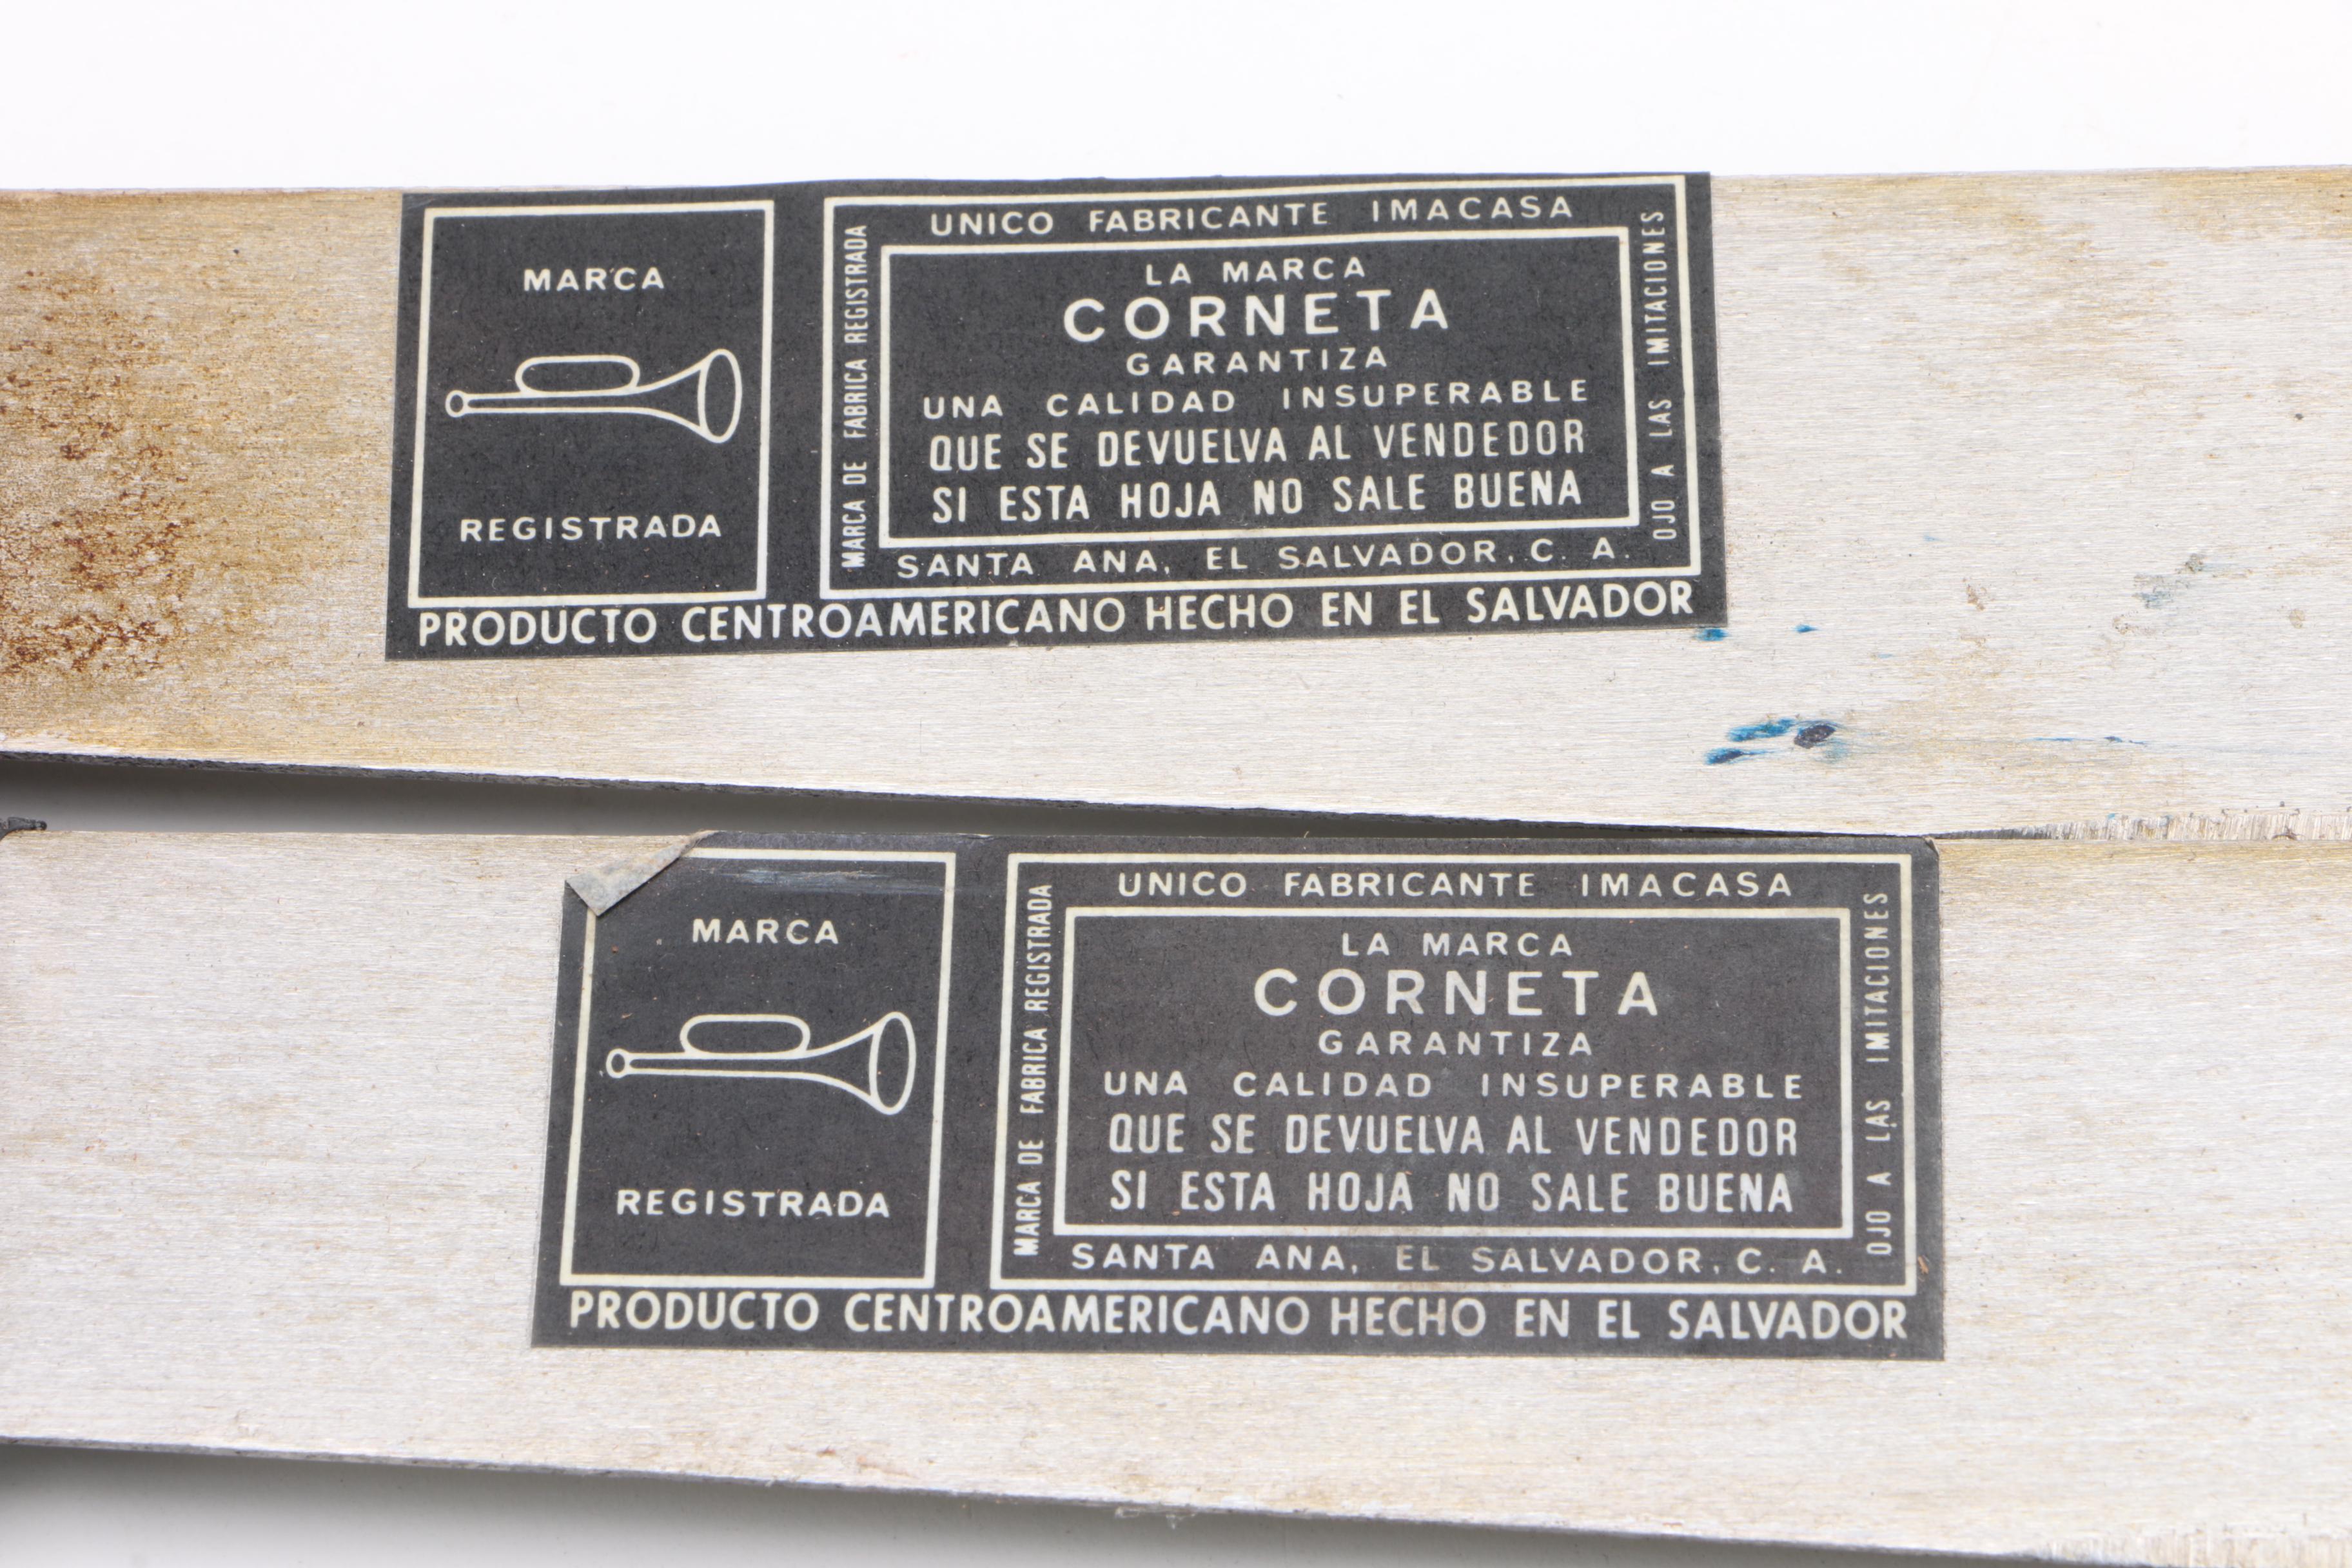 MARCA
REGISTRADA
UNICO FABRICANTE IMACASA
MARCA DE FABRICA REGISTRADA
LA MARCA
CORNETA
GARANTIZA
UNA CALIDAD INSUPERABLE
QUE SE DEVUELVA AL VENDEDOR
SI ESTA HOJA NO SALE BUENA
OJO A LAS IMITACIONES
SANTA ANA, EL SALVADOR, C. A.
PRODUCTO CENTROAMERICANO HECHO EN EL SALVADOR
MARCA
REGISTRADA
UNICO FABRICANTE IMACASA
MARCA DE FABRICA REGISTRADA
LA MARCA
CORNETA
GARANTIZA
UNA CALIDAD INSUPERABLE
QUE SE DEVUELVA AL VENDEDOR
SI ESTA HOJA NO SALE BUENA
OJO A LAS IMITACIONES
SANTA ANA, EL SALVADOR, C. A.
PRODUCTO CENTROAMERICANO HECHO EN EL SALVADOR